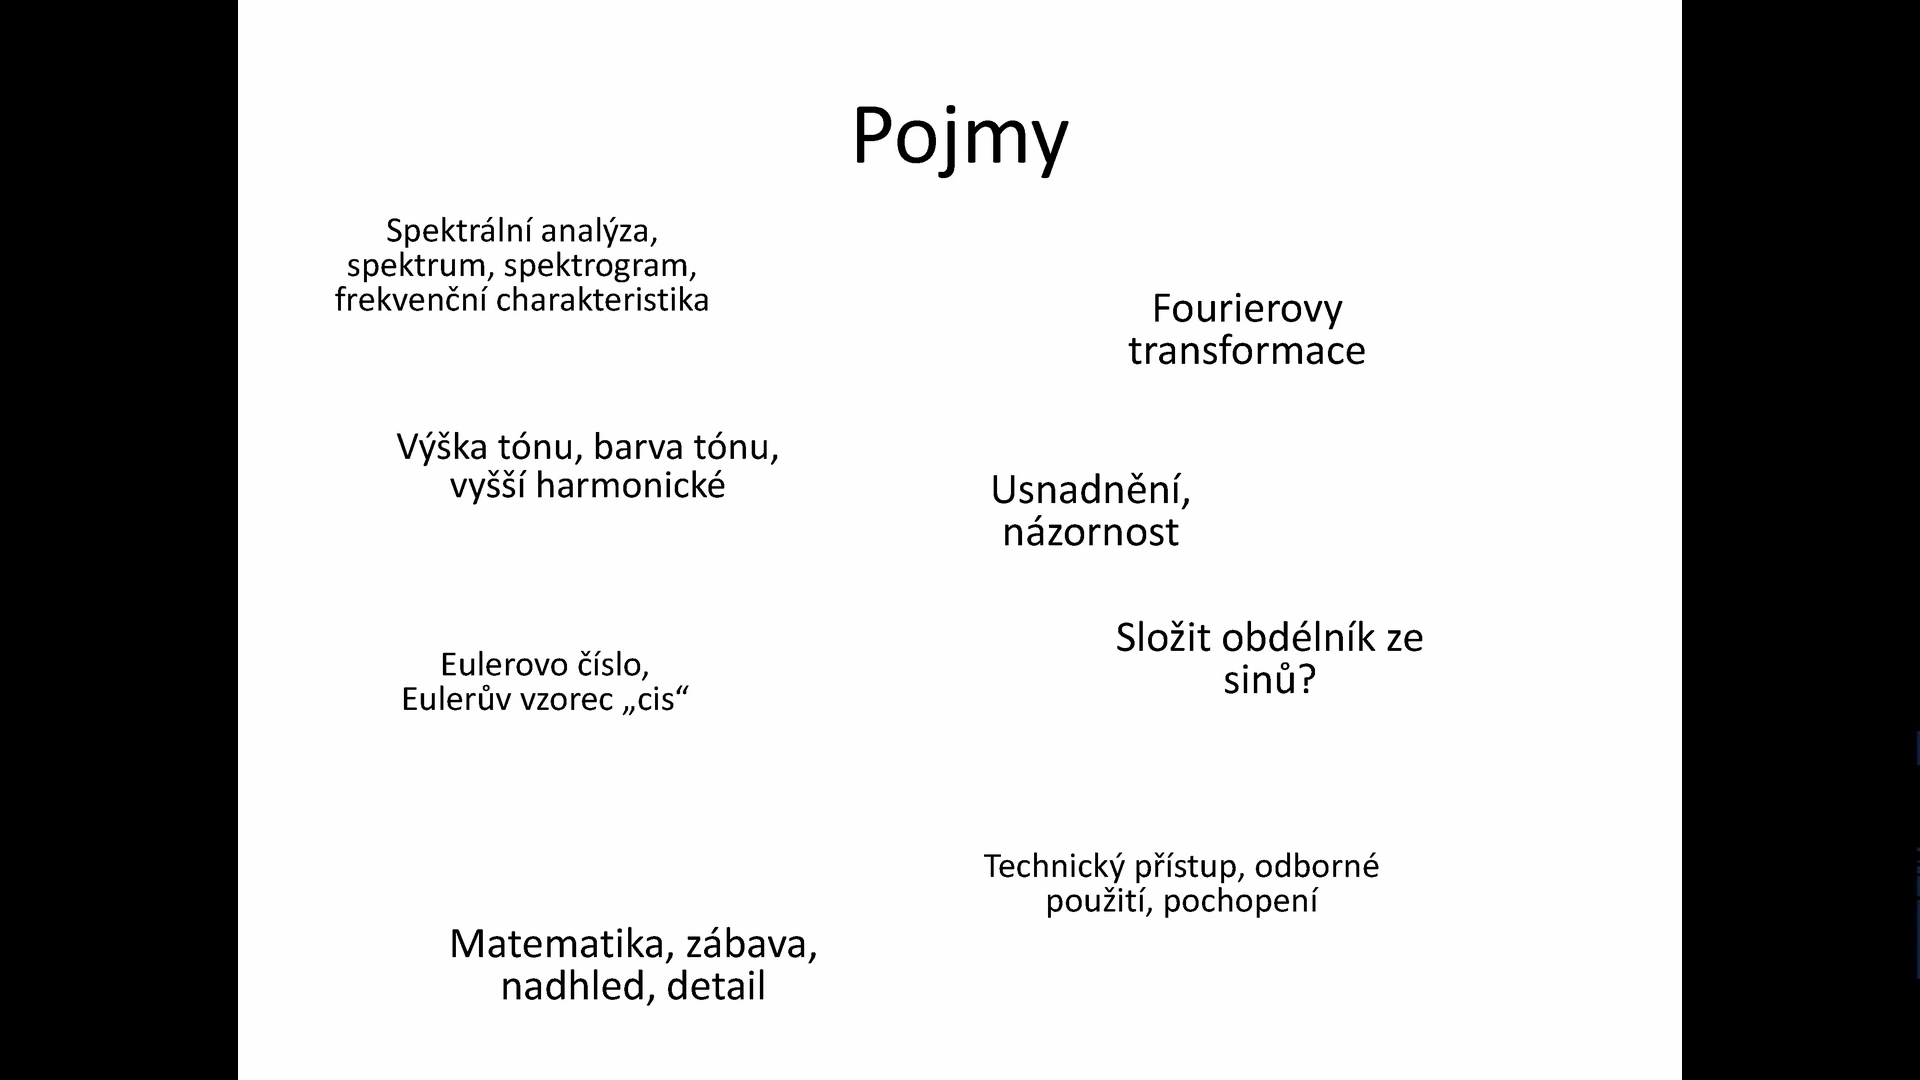 Pojmy
Spektrální analýza,
spektrum, spektrogram,
frekvenční charakteristika
Fourierovy
transformace
Výška tónu, barva tónu,
vyšší harmonické
Usnadnění,
názornost
Složit obdélník ze
sinů?
Eulerovo číslo,
Eulerův vzorec „cis“
Technický přístup, odborné
použití, pochopení
Matematika, zábava,
nadhled, detail